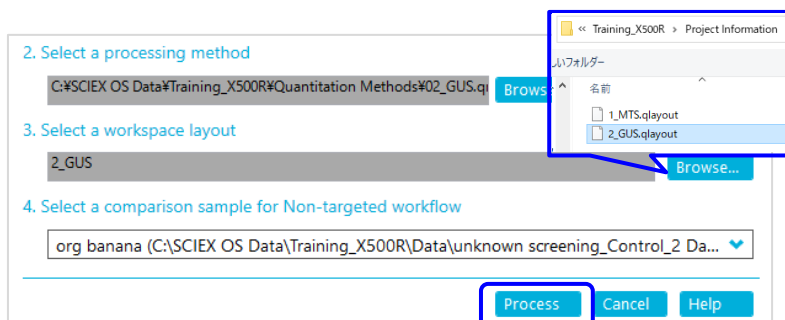 « Training_X500R > Project Information
しいフォルダー
名前
1_MTS.qlayout
2_GUS.qlayout
2. Select a processing method
C:¥SCIEX OS Data¥Training_X500R¥Quantitation Methods¥02_GUS.q
Brows
3. Select a workspace layout
2_GUS
Browse...
4. Select a comparison sample for Non-targeted workflow
org banana (C:\SCIEX OS Data\Training_X500R\Data\unknown screening_Control_2 Da...
Process Cancel Help